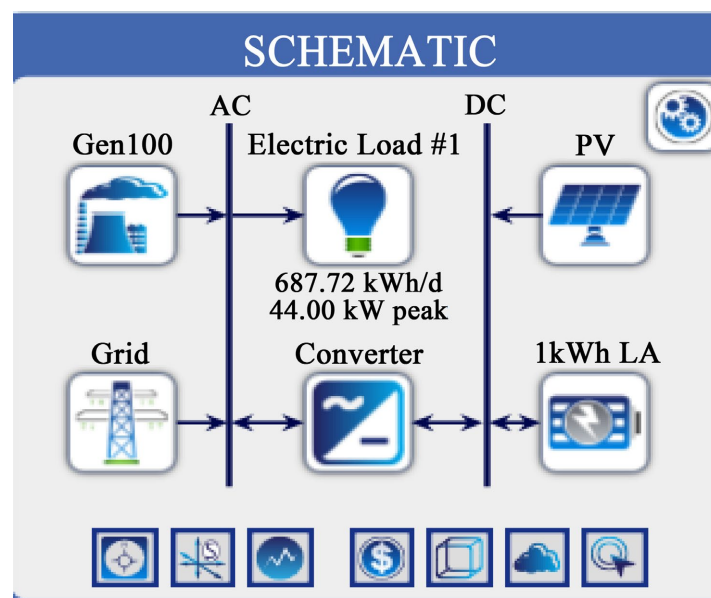 SCHEMATIC
AC
DC
Gen100
Electric Load #1
PV
687.72 kWh/d
44.00 kW peak
Grid
Converter
1kWh LA